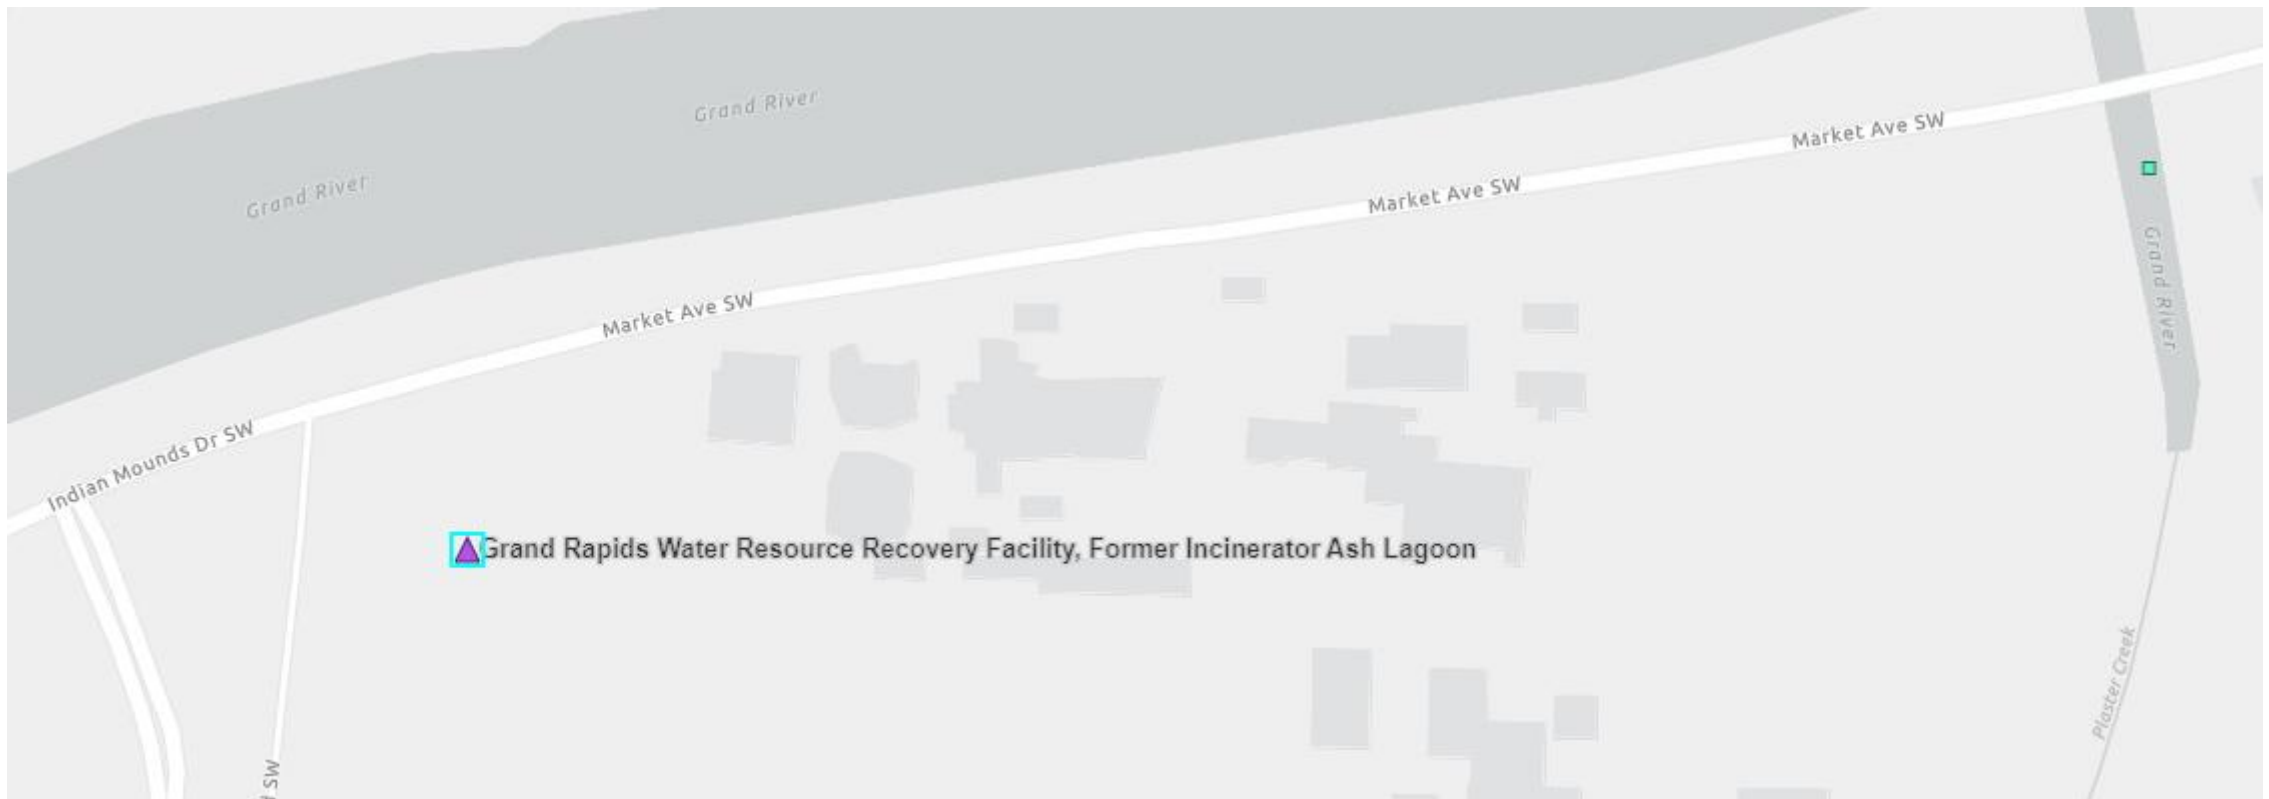 Grand River
Market Ave SW
Grand River
Market Ave SW
Grand River
Market Ave SW
Indian Mounds Dr SW
Grand Rapids Water Resource Recovery Facility, Former Incinerator Ash Lagoon
Plaster Creek
SW